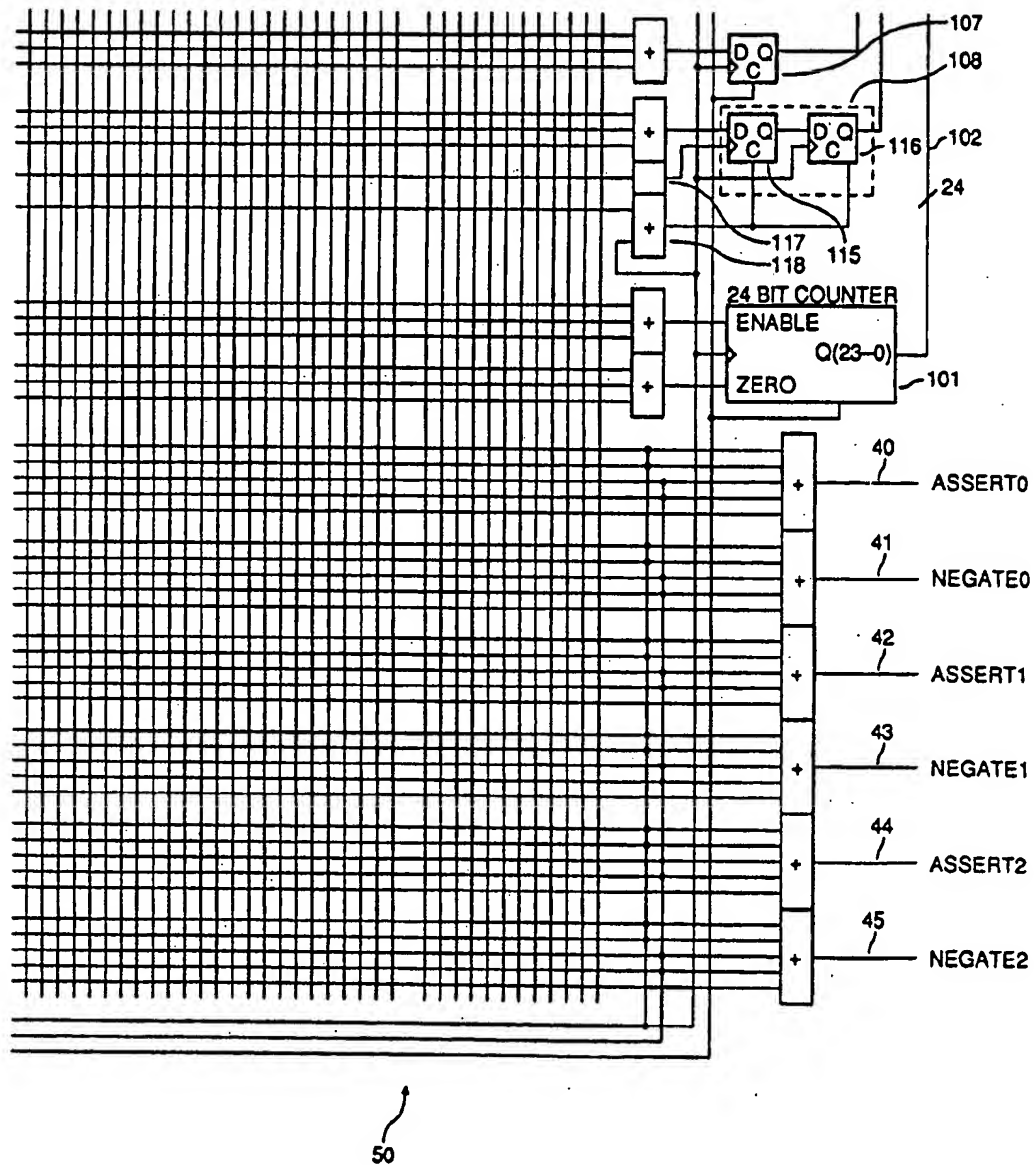 107
+ D Q
C
108
+ D Q D Q
C C 116 102
24
+ 117 115
118
24 BIT COUNTER
+ ENABLE
Q(23–0)
+ ZERO 101
40
+ ASSERT0
41
+ NEGATE0
42
+ ASSERT1
43
+ NEGATE1
44
+ ASSERT2
45
+ NEGATE2
50